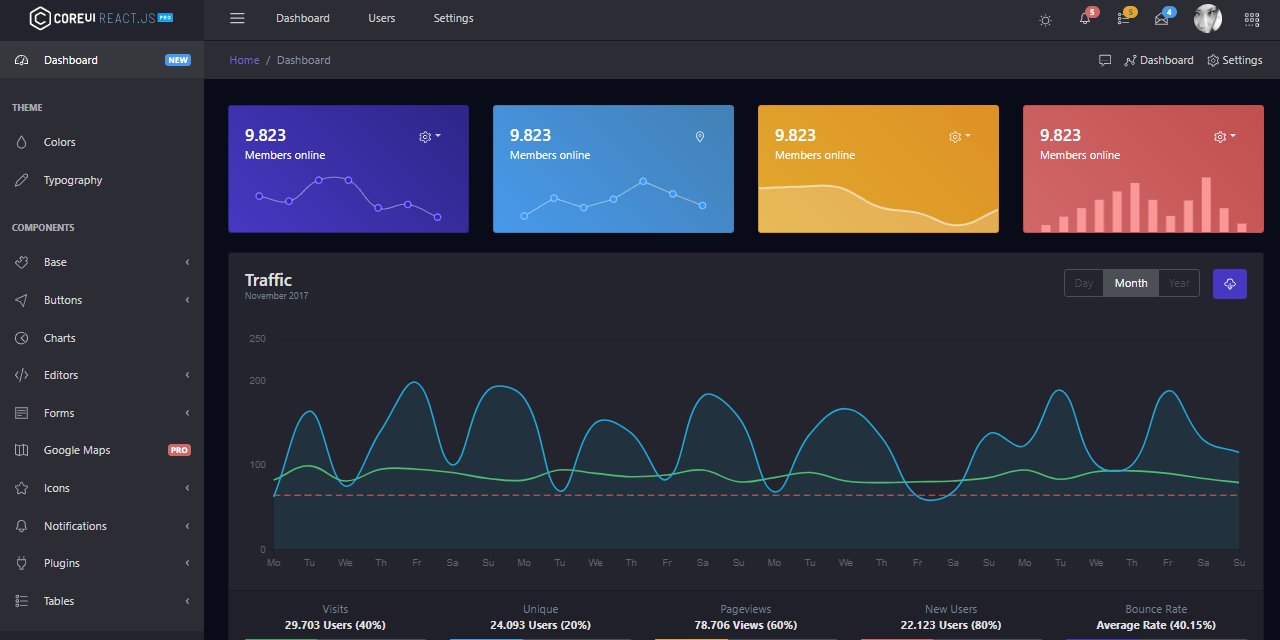 COREUI REACT.JS PRO
Dashboard Users Settings
5 5 4
Dashboard NEW
Home / Dashboard
Dashboard Settings
THEME
Colors
Typography
COMPONENTS
Base
Buttons
Charts
Editors
Forms
Google Maps PRO
Icons
Notifications
Plugins
Tables
9.823
Members online
9.823
Members online
9.823
Members online
9.823
Members online
Traffic
November 2017
Day Month Year
250
200
100
0
Mo Tu We Th Fr Sa Su Mo Tu We Th Fr Sa Su Mo Tu We Th Fr Sa Su Mo Tu We Th Fr Sa Su
Visits
29.703 Users (40%)
Unique
24.093 Users (20%)
Pageviews
78.706 Views (60%)
New Users
22.123 Users (80%)
Bounce Rate
Average Rate (40.15%)